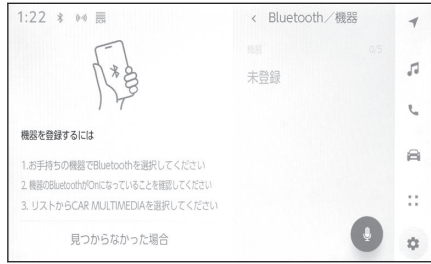 1:22
< Bluetooth／機器
機器 0/5
未登録
機器を登録するには
1.お手持ちの機器でBluetoothを選択してください
2. 機器のBluetoothがOnになっていることを確認してください
3. リストからCAR MULTIMEDIAを選択してください
見つからなかった場合